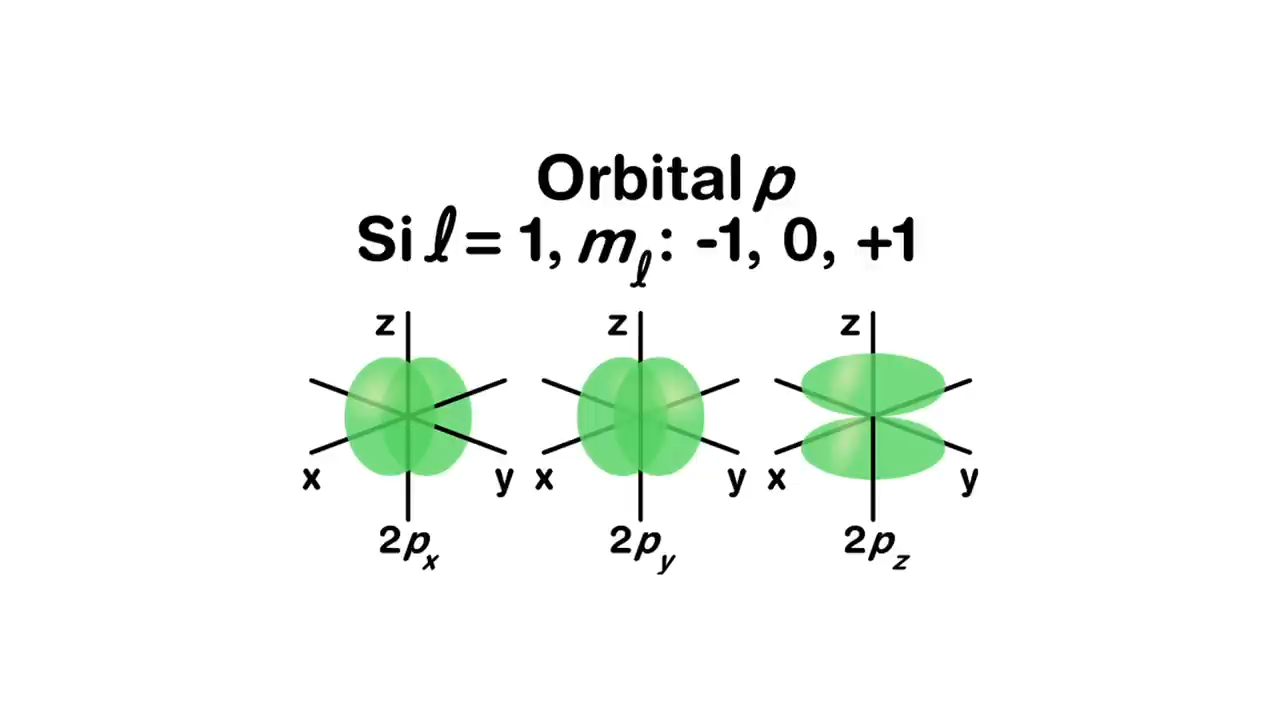 Orbital p
Si ℓ = 1, mℓ : -1, 0, +1
z z z
x y x y x y
2px 2py 2pz